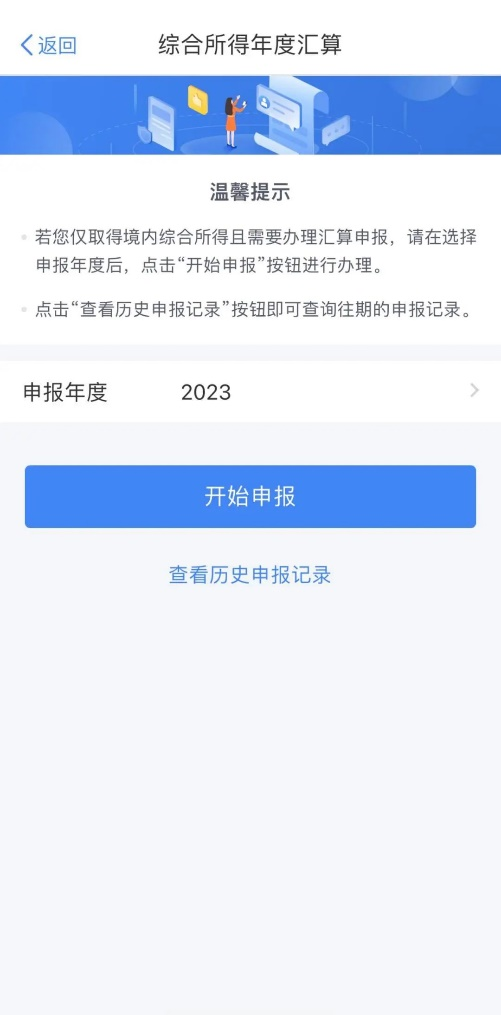 返回
综合所得年度汇算
温馨提示
若您仅取得境内综合所得且需要办理汇算申报，请在选择
申报年度后，点击“开始申报”按钮进行办理。
点击“查看历史申报记录”按钮即可查询往期的申报记录。
申报年度 2023
开始申报
查看历史申报记录